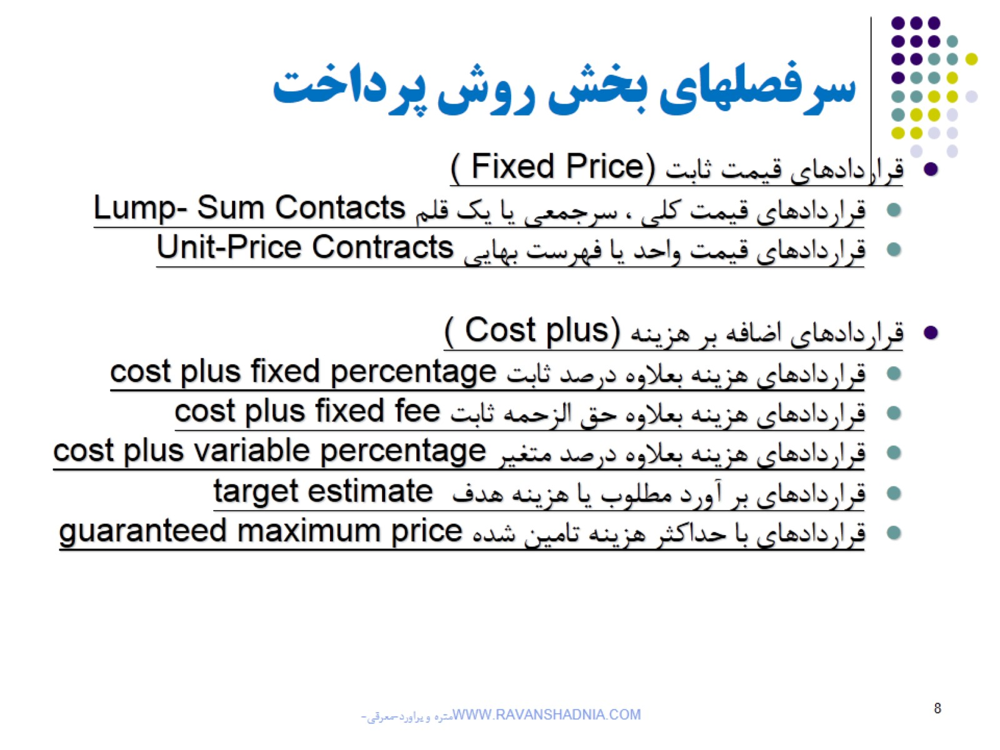 سرفصلهای بخش روش پرداخت
قراردادهای قیمت ثابت (Fixed Price )
قراردادهای قیمت کلی ، سرجمعی یا یک قلم Lump- Sum Contacts
قراردادهای قیمت واحد یا فهرست بهایی Unit-Price Contracts
قراردادهای اضافه بر هزینه (Cost plus )
قراردادهای هزینه بعلاوه درصد ثابت cost plus fixed percentage
قراردادهای هزینه بعلاوه حق الزحمه ثابت cost plus fixed fee
قراردادهای هزینه بعلاوه درصد متغیر cost plus variable percentage
قراردادهای بر آورد مطلوب یا هزینه هدف target estimate
قراردادهای با حداکثر هزینه تامین شده guaranteed maximum price
WWW.RAVANSHADNIA.COMمتره و براورد-معرقی-
8